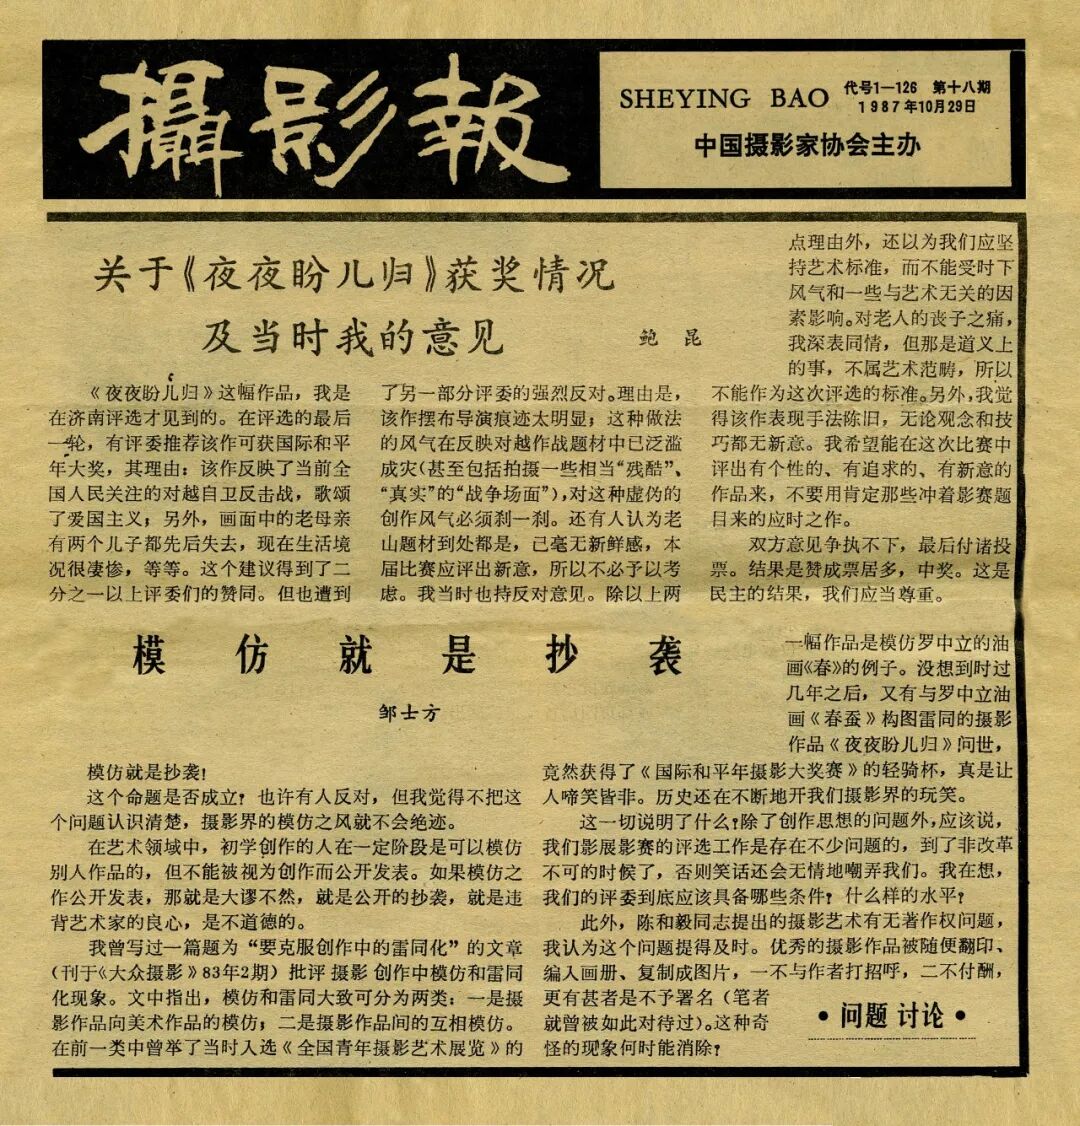 攝影報
SHEYING BAO
代号1—126 第十八期
1987年10月29日
中国摄影家协会主办
关于《夜夜盼儿归》获奖情况
及当时我的意见
鲍昆
《夜夜盼儿归》这幅作品，我是
在济南评选才见到的。在评选的最后
一轮，有评委推荐该作可获国际和平
年大奖，其理由：该作反映了当前全
国人民关注的对越自卫反击战，歌颂
了爱国主义；另外，画面中的老母亲
有两个儿子都先后失去，现在生活境
况很凄惨，等等。这个建议得到了二
分之一以上评委们的赞同。但也遭到
了另一部分评委的强烈反对。理由是，
该作摆布导演痕迹太明显；这种做法
的风气在反映对越作战题材中已泛滥
成灾（甚至包括拍摄一些相当“残酷”、
“真实”的“战争场面”），对这种虚伪的
创作风气必须刹一刹。还有人认为老
山题材到处都是，已毫无新鲜感，本
届比赛应评出新意，所以不必予以考
虑。我当时也持反对意见。除以上两
点理由外，还以为我们应坚
持艺术标准，而不能受时下
风气和一些与艺术无关的因
素影响。对老人的丧子之痛，
我深表同情，但那是道义上
的事，不属艺术范畴，所以
不能作为这次评选的标准。另外，我觉
得该作表现手法陈旧，无论观念和技
巧都无新意。我希望能在这次比赛中
评出有个性的、有追求的、有新意的
作品来，不要用肯定那些冲着影赛题
目来的应时之作。
双方意见争执不下，最后付诸投
票。结果是赞成票居多，中奖。这是
民主的结果，我们应当尊重。
模仿就是抄袭
邹士方
模仿就是抄袭！
这个命题是否成立？也许有人反对，但我觉得不把这
个问题认识清楚，摄影界的模仿之风就不会绝迹。
在艺术领域中，初学创作的人在一定阶段是可以模仿
别人作品的，但不能被视为创作而公开发表。如果模仿之
作公开发表，那就是大谬不然，就是公开的抄袭，就是违
背艺术家的良心，是不道德的。
我曾写过一篇题为“要克服创作中的雷同化”的文章
（刊于《大众摄影》83年2期）批评摄影创作中模仿和雷同
化现象。文中指出，模仿和雷同大致可分为两类：一是摄
影作品向美术作品的模仿；二是摄影作品间的互相模仿。
在前一类中曾举了当时入选《全国青年摄影艺术展览》的
一幅作品是模仿罗中立的油
画《春》的例子。没想到时过
几年之后，又有与罗中立油
画《春蚕》构图雷同的摄影
作品《夜夜盼儿归》问世，
竟然获得了《国际和平年摄影大奖赛》的轻骑杯，真是让
人啼笑皆非。历史还在不断地开我们摄影界的玩笑。
这一切说明了什么？除了创作思想的问题外，应该说，
我们影展影赛的评选工作是存在不少问题的，到了非改革
不可的时候了，否则笑话还会无情地嘲弄我们。我在想，
我们的评委到底应该具备哪些条件？什么样的水平？
此外，陈和毅同志提出的摄影艺术有无著作权问题，
我认为这个问题提得及时。优秀的摄影作品被随便翻印、
编入画册、复制成图片，一不与作者打招呼，二不付酬，
更有甚者是不予署名（笔者
就曾被如此对待过）。这种奇
怪的现象何时能消除？
·问题讨论·